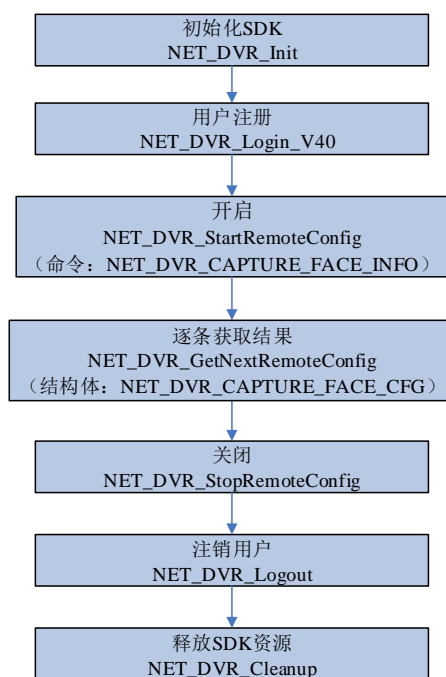 初始化SDK
NET_DVR_Init
用户注册
NET_DVR_Login_V40
开启
NET_DVR_StartRemoteConfig
（命令：NET_DVR_CAPTURE_FACE_INFO）
逐条获取结果
NET_DVR_GetNextRemoteConfig
（结构体：NET_DVR_CAPTURE_FACE_CFG）
关闭
NET_DVR_StopRemoteConfig
注销用户
NET_DVR_Logout
释放SDK资源
NET_DVR_Cleanup